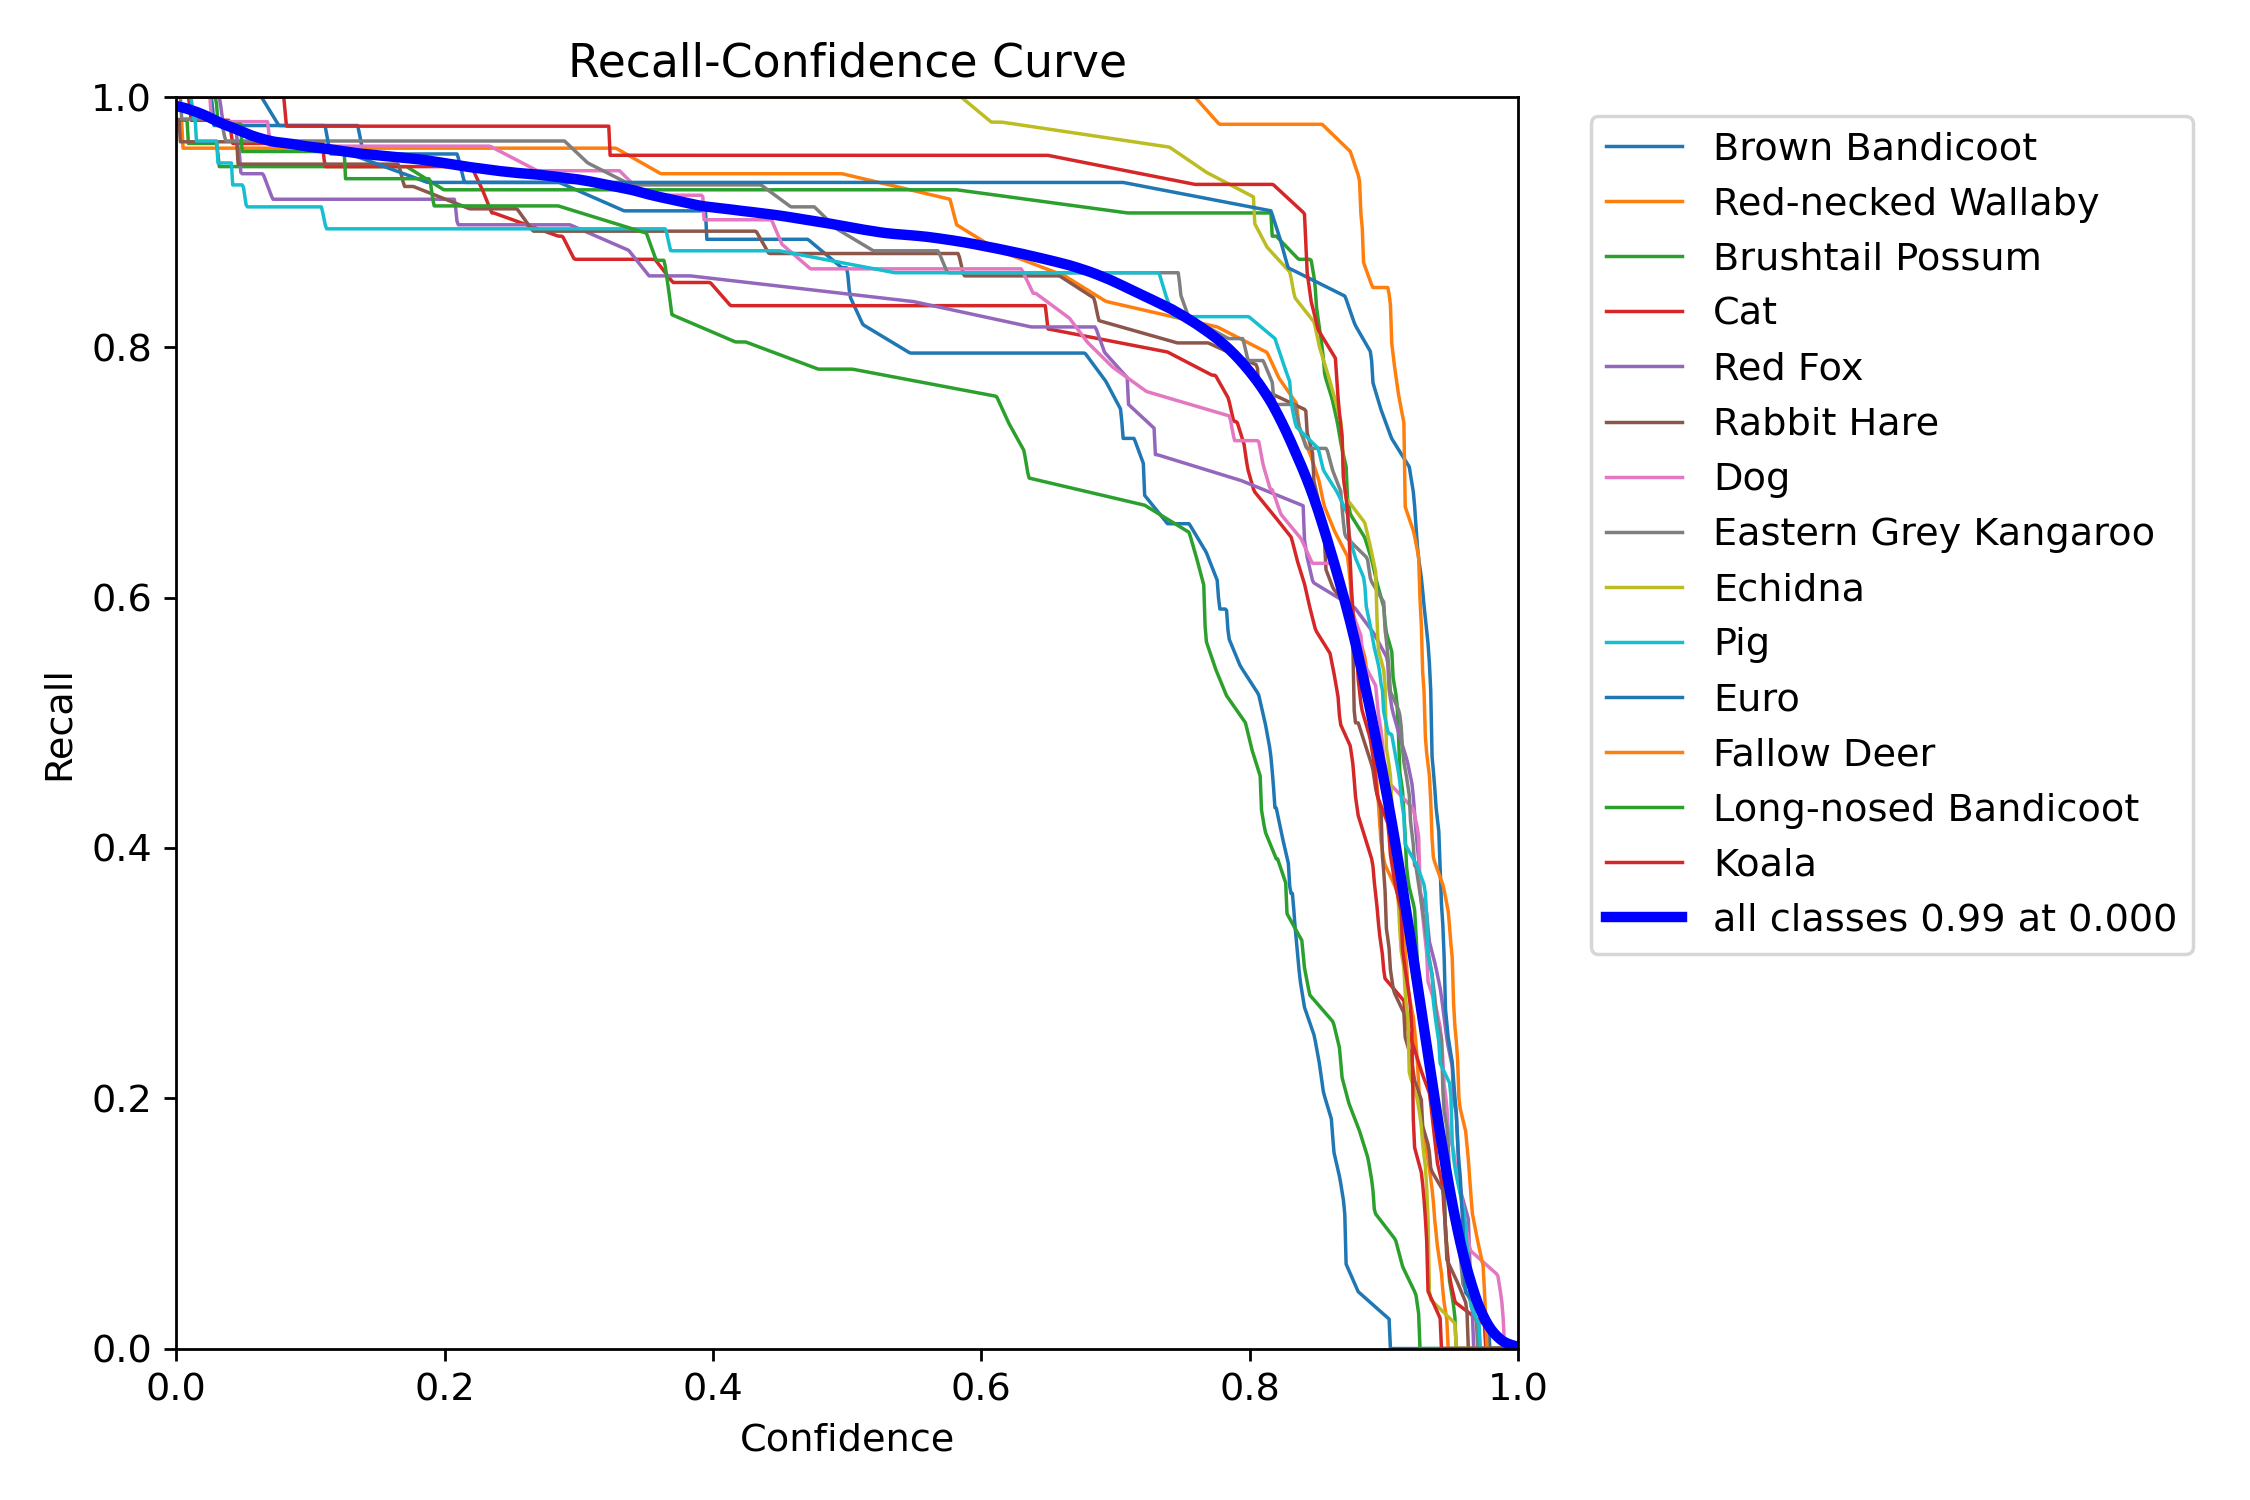 Recall-Confidence Curve
1.0
0.8
0.6
0.4
0.2
0.0
Recall
0.0 0.2 0.4 0.6 0.8 1.0
Confidence
Brown Bandicoot
Red-necked Wallaby
Brushtail Possum
Cat
Red Fox
Rabbit Hare
Dog
Eastern Grey Kangaroo
Echidna
Pig
Euro
Fallow Deer
Long-nosed Bandicoot
Koala
all classes 0.99 at 0.000